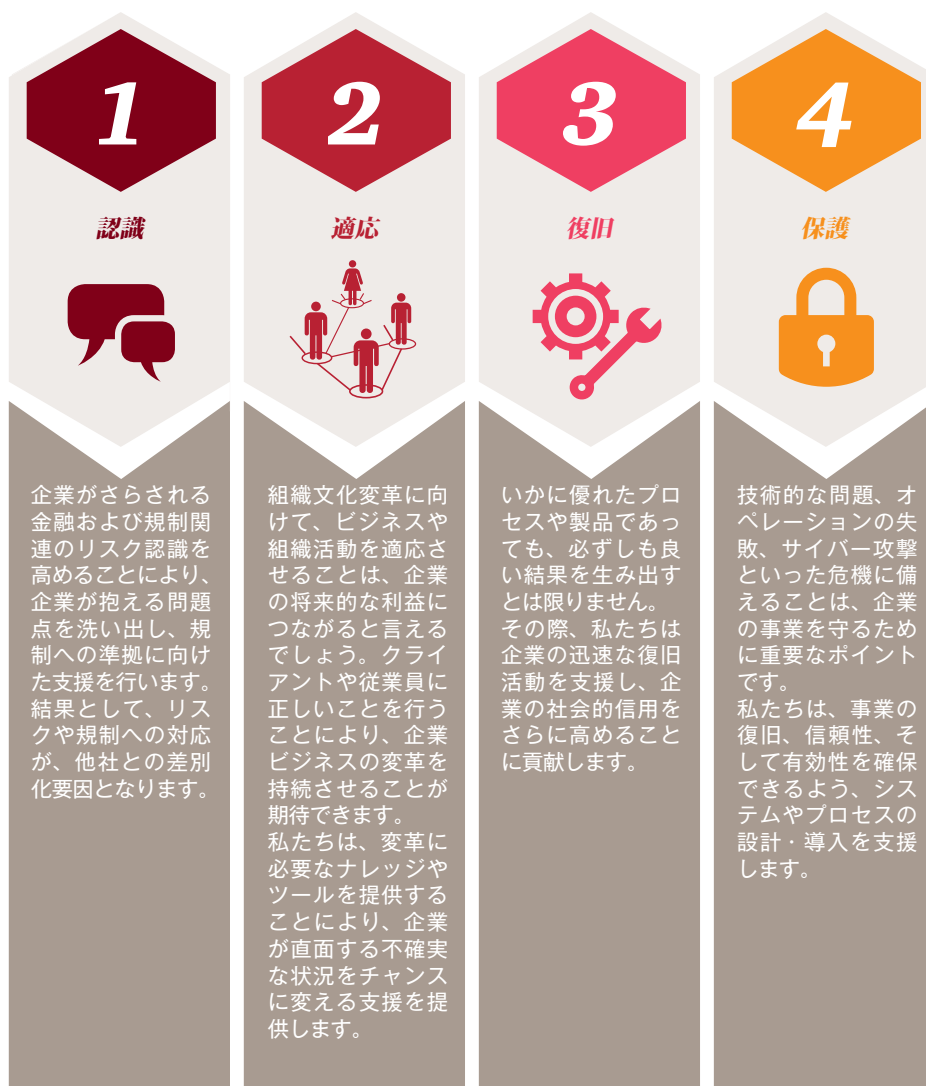 1
認識
企業がさらされる
金融および規制関
連のリスク認識を
高めることにより、
企業が抱える問題
点を洗い出し、規
制への準拠に向け
た支援を行います。
結果として、リス
クや規制への対応
が、他社との差別
化要因となります。
2
適応
組織文化変革に向
けて、ビジネスや
組織活動を適応さ
せることは、企業
の将来的な利益に
つながると言える
でしょう。クライ
アントや従業員に
正しいことを行う
ことにより、企業
ビジネスの変革を
持続させることが
期待できます。
私たちは、変革に
必要なナレッジや
ツールを提供する
ことにより、企業
が直面する不確実
な状況をチャンス
に変える支援を提
供します。
3
復旧
いかに優れたプロ
セスや製品であっ
ても、必ずしも良
い結果を生み出す
とは限りません。
その際、私たちは
企業の迅速な復旧
活動を支援し、企
業の社会的信用を
さらに高めること
に貢献します。
4
保護
技術的な問題、オ
ペレーションの失
敗、サイバー攻撃
といった危機に備
えることは、企業
の事業を守るため
に重要なポイント
です。
私たちは、事業の
復旧、信頼性、そ
して有効性を確保
できるよう、シス
テムやプロセスの
設計・導入を支援
します。